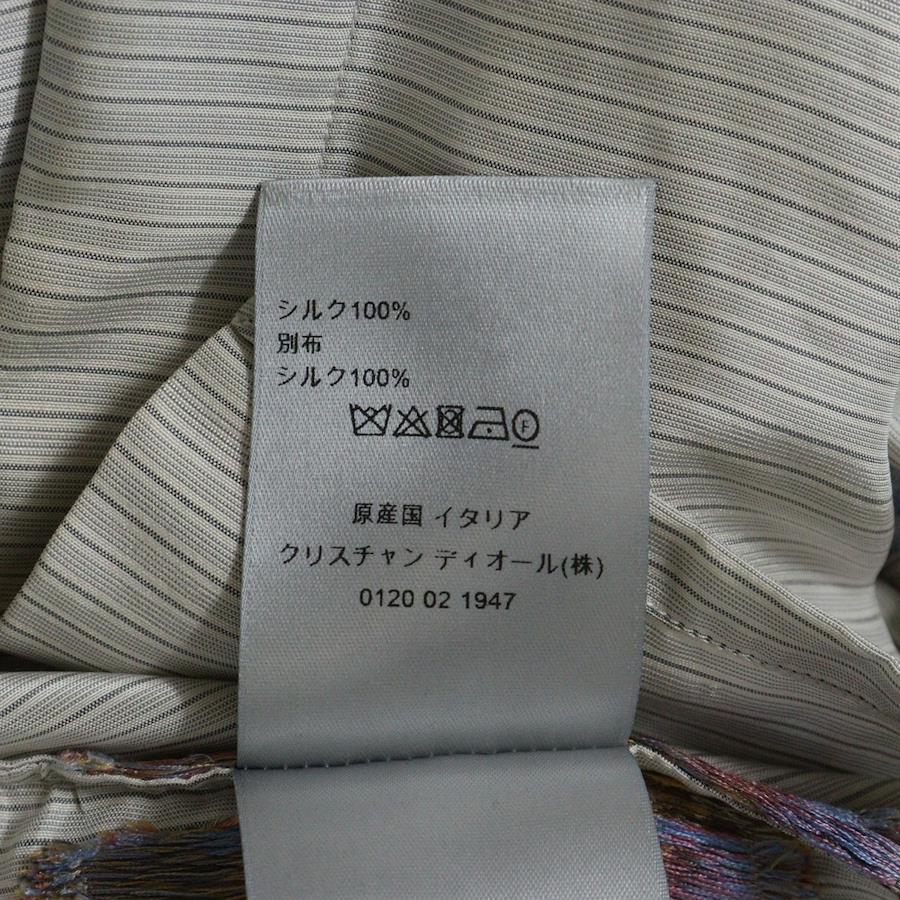 シルク100%
別布
シルク100%
F
原産国 イタリア
クリスチャン ディオール(株)
0120 02 1947